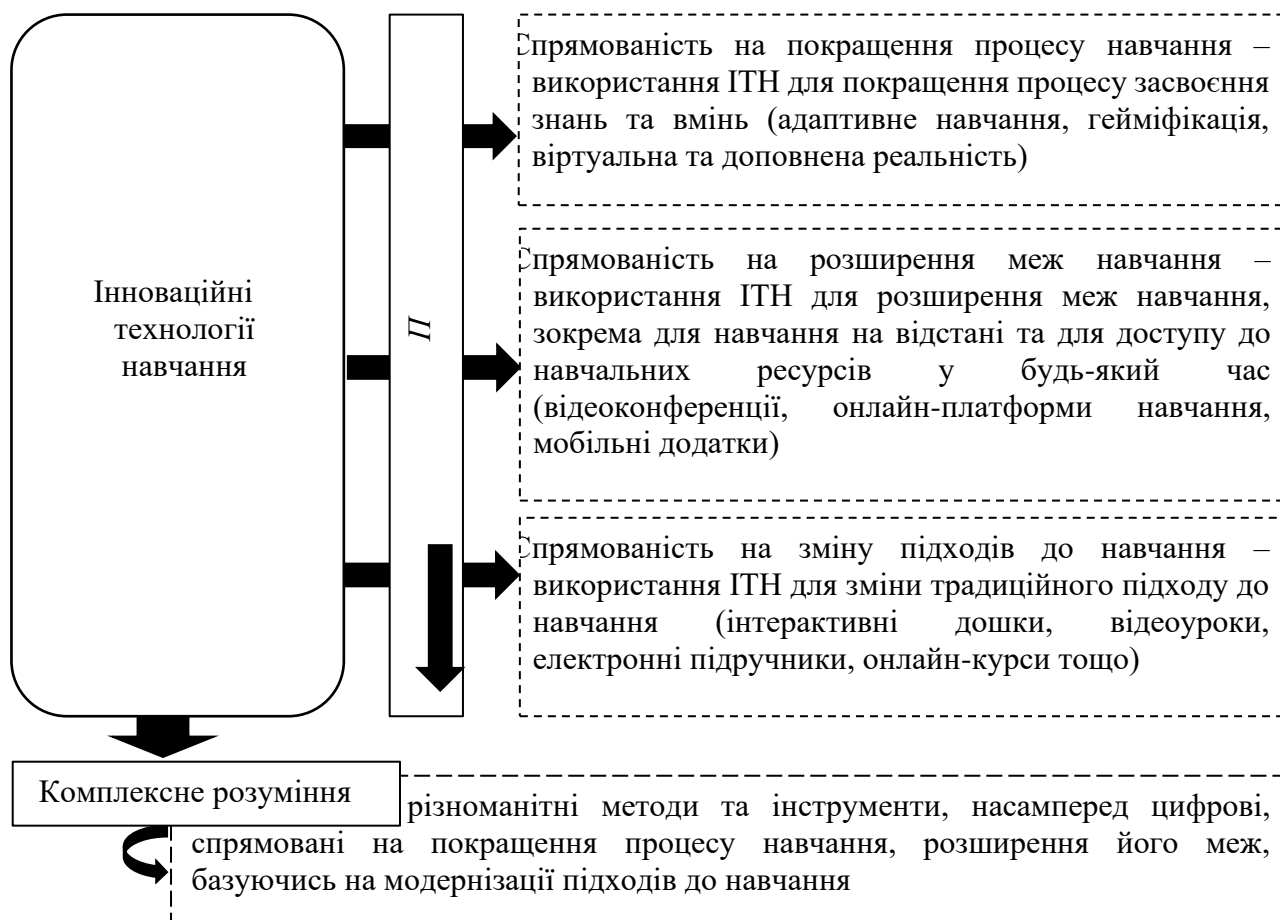 Інноваційні
технології
навчання
П
Спрямованість на покращення процесу навчання –
використання ІТН для покращення процесу засвоєння
знань та вмінь (адаптивне навчання, гейміфікація,
віртуальна та доповнена реальність)
Спрямованість на розширення меж навчання –
використання ІТН для розширення меж навчання,
зокрема для навчання на відстані та для доступу до
навчальних ресурсів у будь-який час
(відеоконференції, онлайн-платформи навчання,
мобільні додатки)
Спрямованість на зміну підходів до навчання –
використання ІТН для зміни традиційного підходу до
навчання (інтерактивні дошки, відеоуроки,
електронні підручники, онлайн-курси тощо)
Комплексне розуміння
різноманітні методи та інструменти, насамперед цифрові,
спрямовані на покращення процесу навчання, розширення його меж,
базуючись на модернізації підходів до навчання